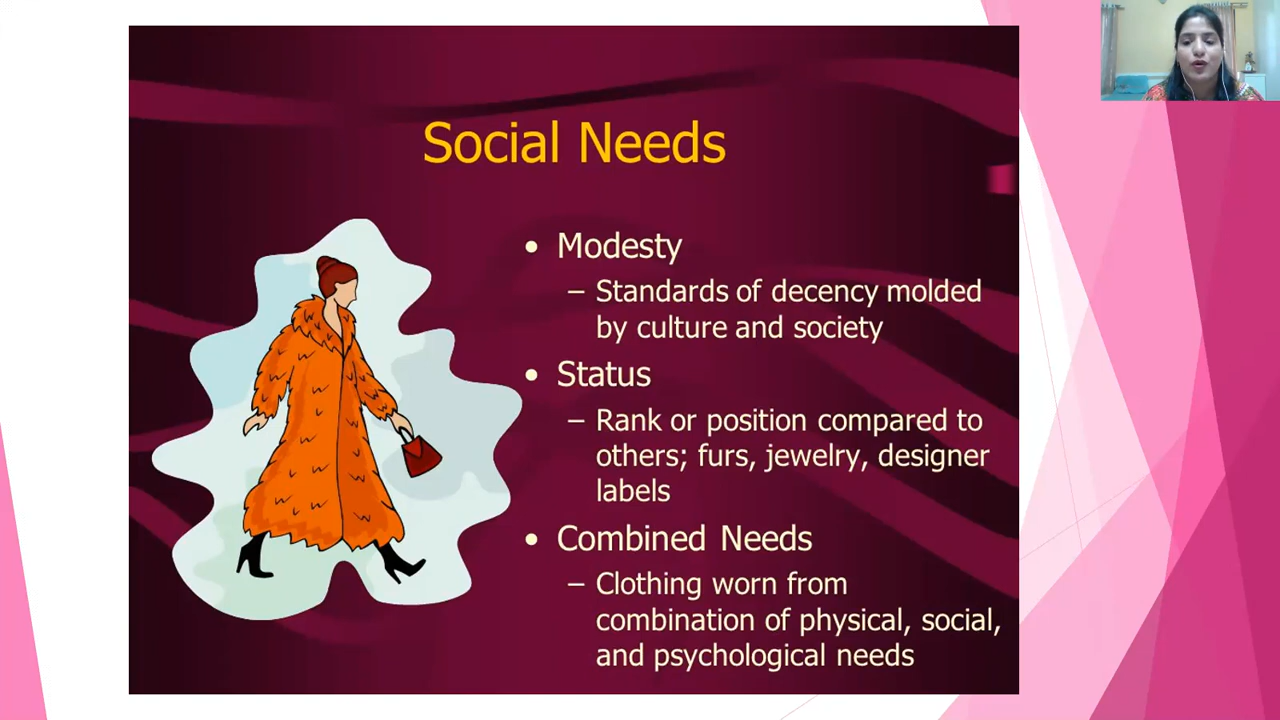 Social Needs
• Modesty
– Standards of decency molded
by culture and society
• Status
– Rank or position compared to
others; furs, jewelry, designer
labels
• Combined Needs
– Clothing worn from
combination of physical, social,
and psychological needs